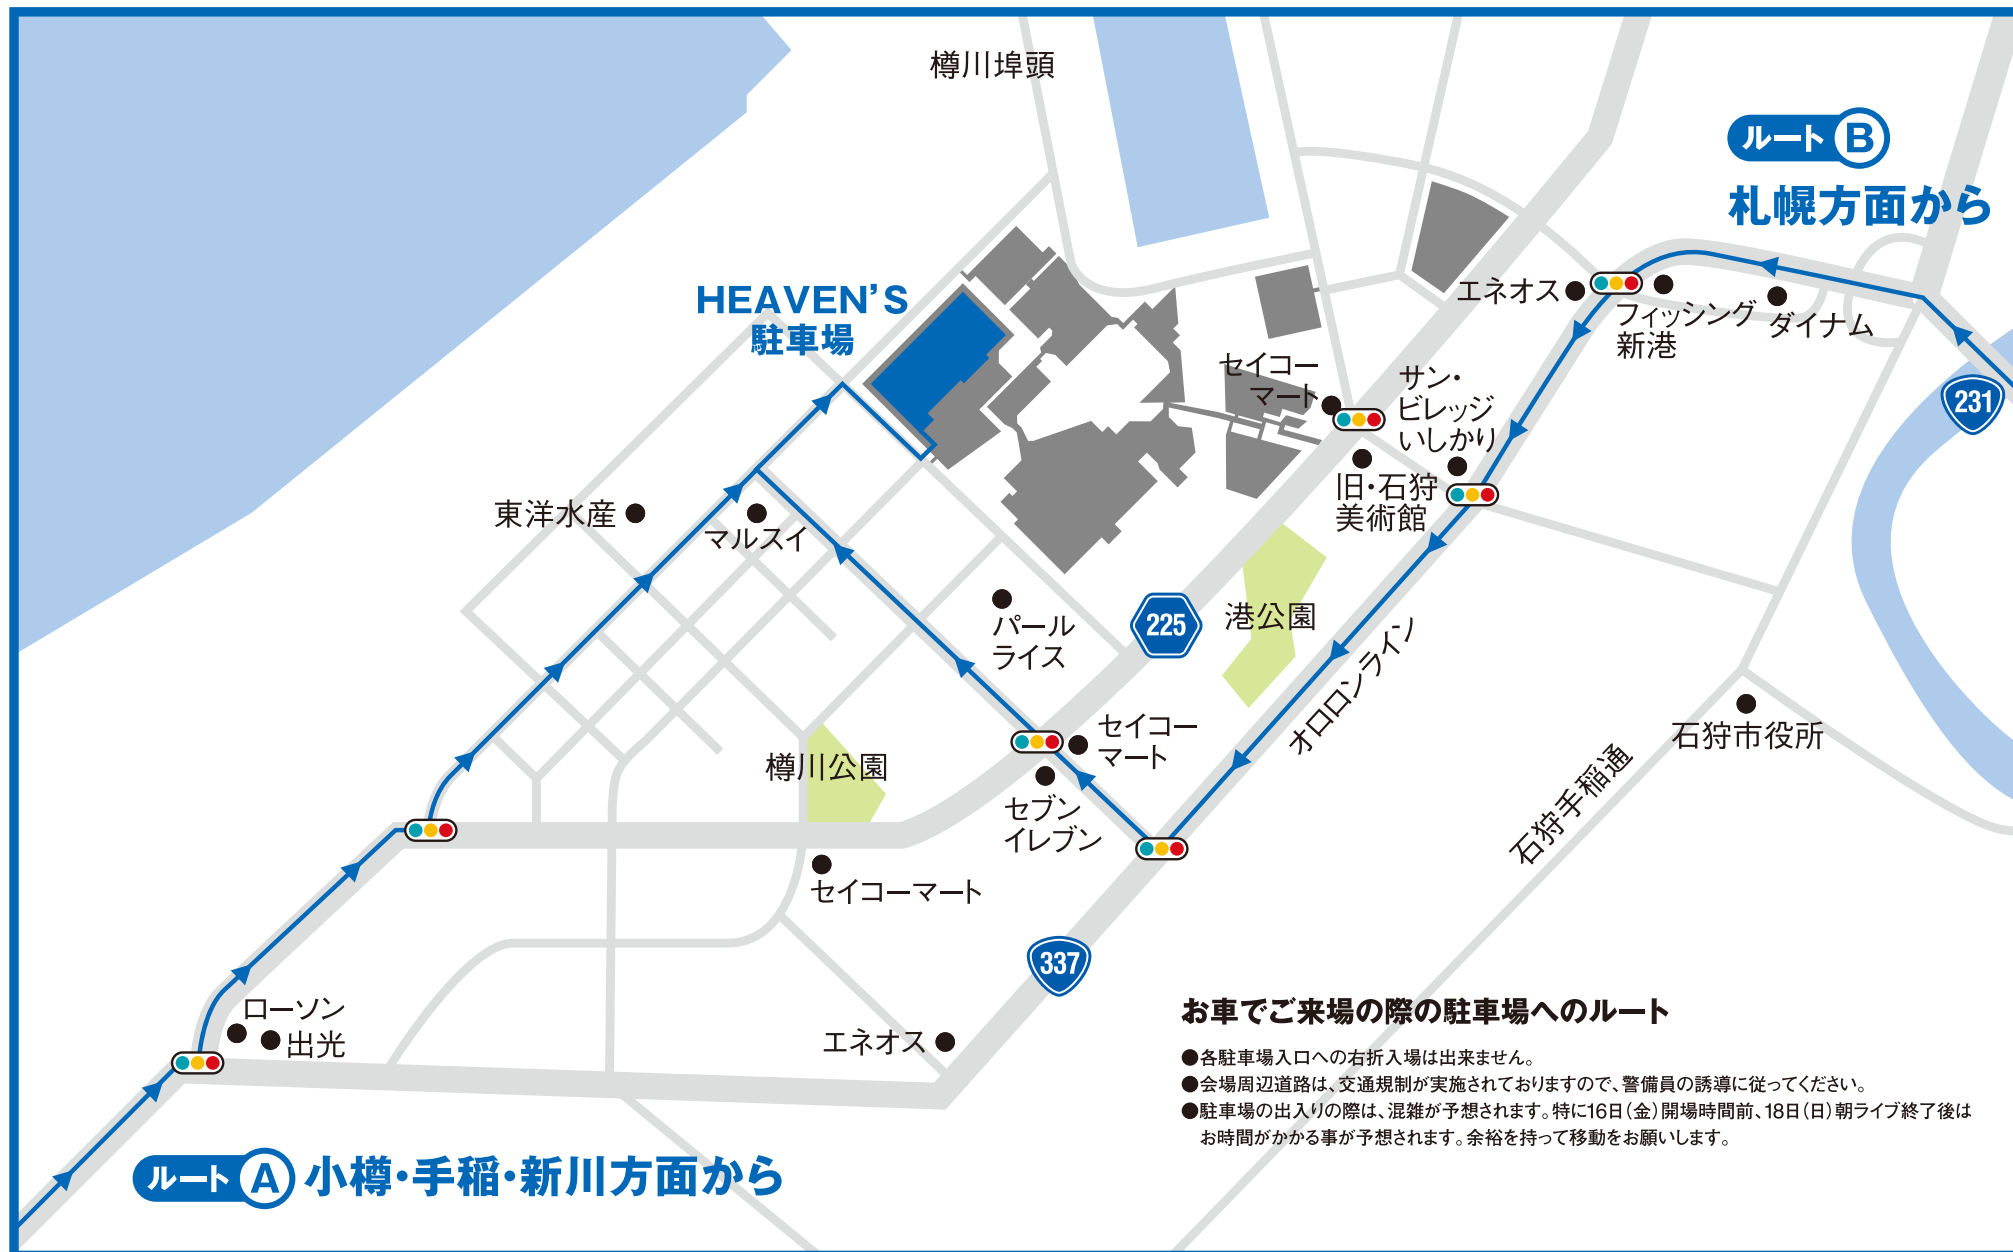 樽川埠頭
ルート B
札幌方面から
HEAVEN'S
駐車場
エネオス
フィッシング
新港
ダイナム
231
セイコー
マート
サン・
ビレッジ
いしかり
旧・石狩
美術館
東洋水産
マルスイ
パール
ライス
225
港公園
オロロンライン
石狩市役所
石狩手稲通
樽川公園
セイコー
マート
セブン
イレブン
セイコーマート
337
ローソン
出光
エネオス
ルート A 小樽・手稲・新川方面から
お車でご来場の際の駐車場へのルート
●各駐車場入口への右折入場は出来ません。
●会場周辺道路は、交通規制が実施されておりますので、警備員の誘導に従ってください。
●駐車場の出入りの際は、混雑が予想されます。特に16日(金)開場時間前、18日(日)朝ライブ終了後は
お時間がかかる事が予想されます。余裕を持って移動をお願いします。